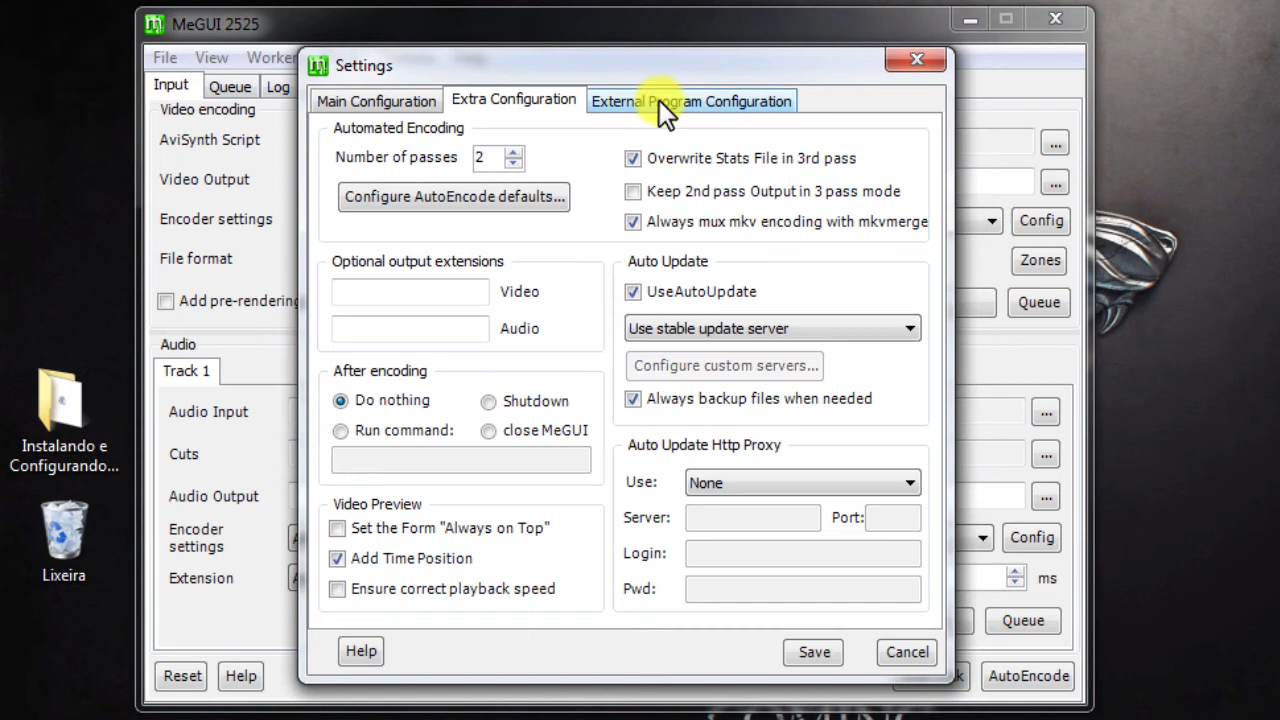 MeGUI 2525
File View Worker
Settings
Input Queue Log
Main Configuration Extra Configuration External Program Configuration
Video encoding
Automated Encoding
AviSynth Script
Number of passes 2
Overwrite Stats File in 3rd pass
...
Video Output
Configure AutoEncode defaults...
Keep 2nd pass Output in 3 pass mode
...
Encoder settings
Always mux mkv encoding with mkvmerge
Config
File format
Optional output extensions
Auto Update
Zones
Add pre-rendering
Video
UseAutoUpdate
Queue
Audio
Audio
Use stable update server
Track 1
After encoding
Configure custom servers...
Do nothing
Shutdown
Always backup files when needed
Audio Input
...
Run command:
close MeGUI
Auto Update Http Proxy
Cuts
...
Use: None
Audio Output
Video Preview
...
Server:
Port:
Encoder
settings
Set the Form "Always on Top"
Config
Add Time Position
Login:
Extension
ms
Ensure correct playback speed
Pwd:
Queue
Help
Save
Cancel
Reset
Help
AutoEncode
Instalando e
Configurando...
Lixeira